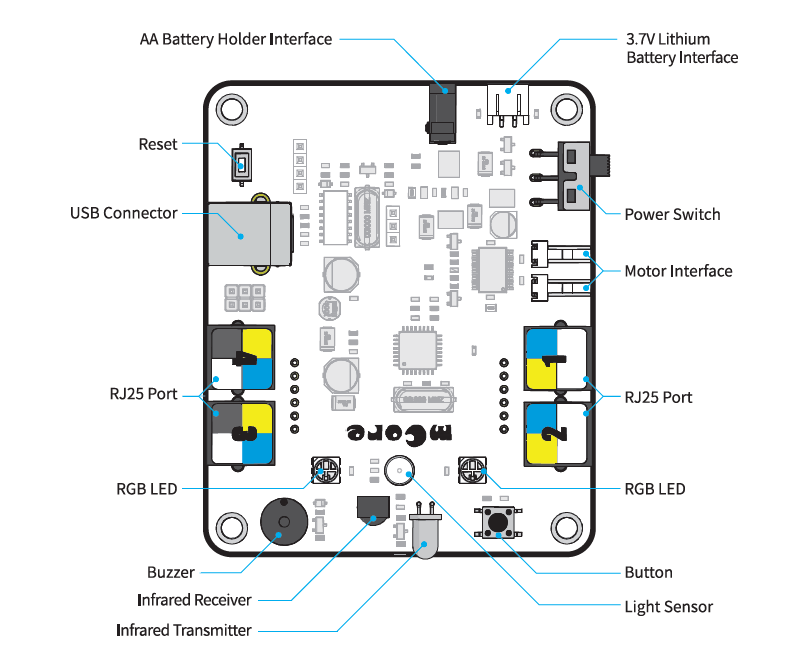 AA Battery Holder Interface
3.7V Lithium
Battery Interface
Reset
USB Connector
Power Switch
Motor Interface
4
1
RJ25 Port
RJ25 Port
3
2
mCore
RGB LED
RGB LED
Buzzer
Button
Infrared Receiver
Light Sensor
Infrared Transmitter